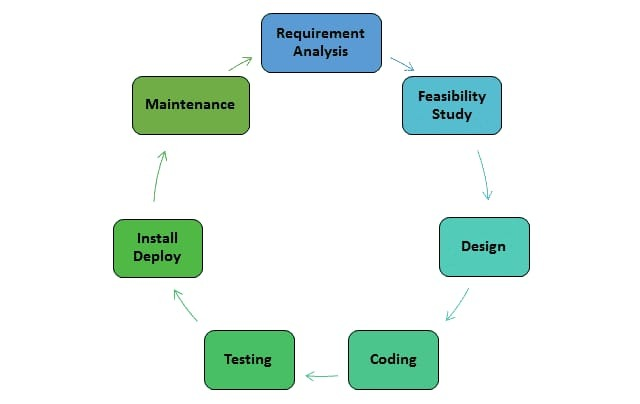 Requirement
Analysis
Feasibility
Study
Design
Coding
Testing
Install
Deploy
Maintenance